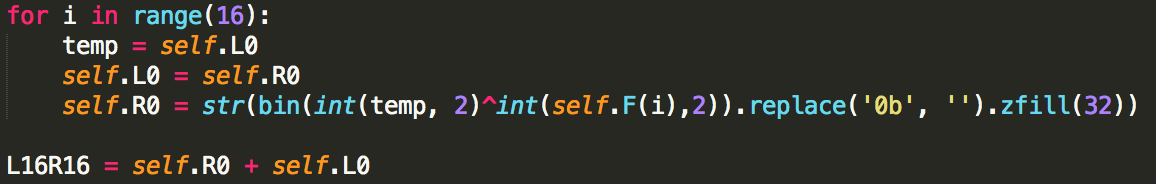 for i in range(16):
    temp = self.L0
    self.L0 = self.R0
    self.R0 = str(bin(int(temp, 2)^int(self.F(i),2)).replace('0b', '').zfill(32))
L16R16 = self.R0 + self.L0